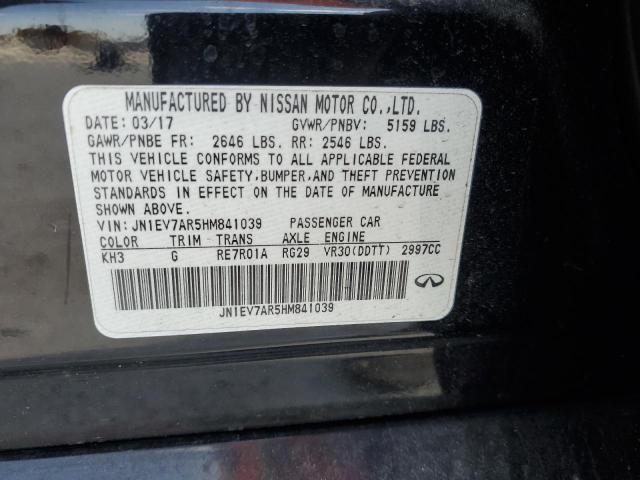 MANUFACTURED BY NISSAN MOTOR CO.,LTD.
DATE: 03/17 GVWR/PNBV: 5159 LBS.
GAWR/PNBE FR: 2646 LBS. RR: 2546 LBS.
THIS VEHICLE CONFORMS TO ALL APPLICABLE FEDERAL
MOTOR VEHICLE SAFETY,BUMPER,AND THEFT PREVENTION
STANDARDS IN EFFECT ON THE DATE OF MANUFACTURE
SHOWN ABOVE.
VIN: JN1EV7AR5HM841039 PASSENGER CAR
COLOR TRIM TRANS AXLE ENGINE
KH3 G RE7R01A RG29 VR30(DDTT) 2997CC
JN1EV7AR5HM841039